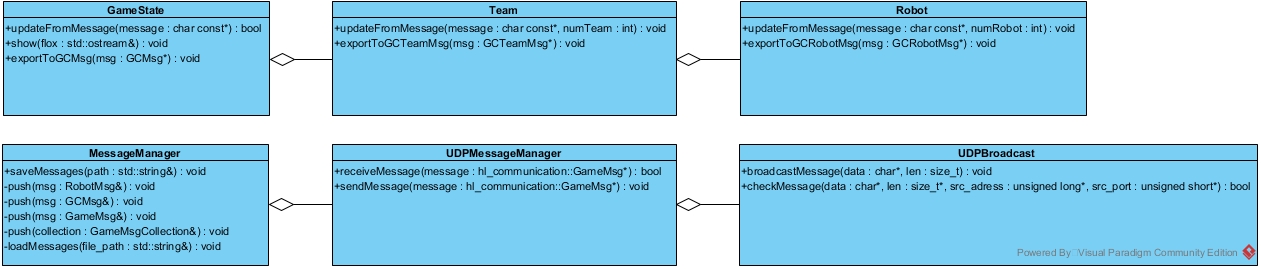 GameState
+updateFromMessage(message : char const*) : bool
+show(flox : std::ostream&) : void
+exportToGCMsg(msg : GCMsg*) : void
Team
+updateFromMessage(message : char const*, numTeam : int) : void
+exportToGCTeamMsg(msg : GCTeamMsg*) : void
Robot
+updateFromMessage(message : char const*, numRobot : int) : void
+exportToGCRobotMsg(msg : GCRobotMsg*) : void
MessageManager
+saveMessages(path : std::string&) : void
-push(msg : RobotMsg&) : void
-push(msg : GCMsg&) : void
-push(msg : GameMsg&) : void
-push(collection : GameMsgCollection&) : void
-loadMessages(file_path : std::string&) : void
UDPMessageManager
+receiveMessage(message : hl_communication::GameMsg*) : bool
+sendMessage(message : hl_communication::GameMsg*) : void
UDPBroadcast
+broadcastMessage(data : char*, len : size_t) : void
+checkMessage(data : char*, len : size_t*, src_adress : unsigned long*, src_port : unsigned short*) : bool
Powered By Visual Paradigm Community Edition